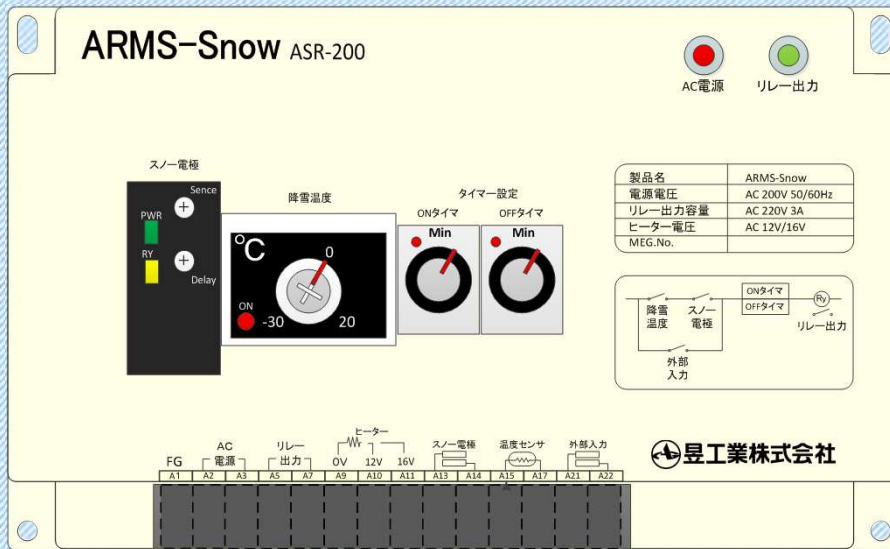 ARMS-Snow ASR-200
AC電源
リレー出力
スノー電極
Sence
PWR
RY
Delay
降雪温度
℃
0
ON
-30
20
タイマー設定
ONタイマ
OFFタイマ
Min
Min
製品名 ARMS-Snow
電源電圧 AC 200V 50/60Hz
リレー出力容量 AC 220V 3A
ヒーター電圧 AC 12V/16V
MEG.No.
降雪
温度
スノー
電極
外部
入力
ONタイマ
OFFタイマ
Ry
リレー出力
FG
AC
電源
リレー
出力
ヒーター
0V 12V 16V
スノー電極
温度センサ
外部入力
A1 A2 A3 A5 A7 A9 A10 A11 A13 A14 A15 A17 A21 A22
昱工業株式会社